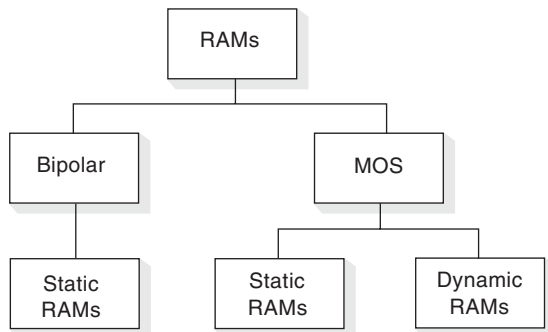 RAMs
Bipolar
MOS
Static
RAMs
Static
RAMs
Dynamic
RAMs